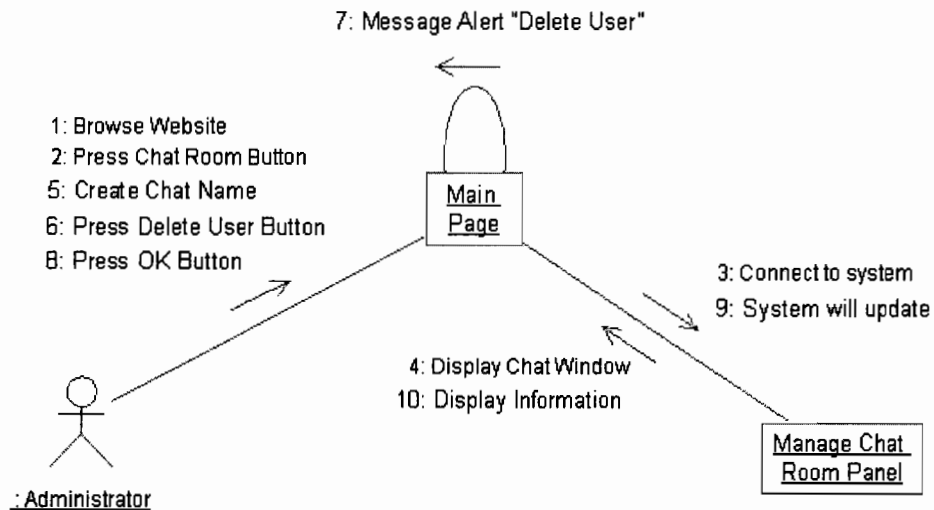 7: Message Alert "Delete User"
1: Browse Website
2: Press Chat Room Button
5: Create Chat Name
6: Press Delete User Button
8: Press OK Button
Main
Page
3: Connect to system
9: System will update
4: Display Chat Window
10: Display Information
Manage Chat
Room Panel
: Administrator